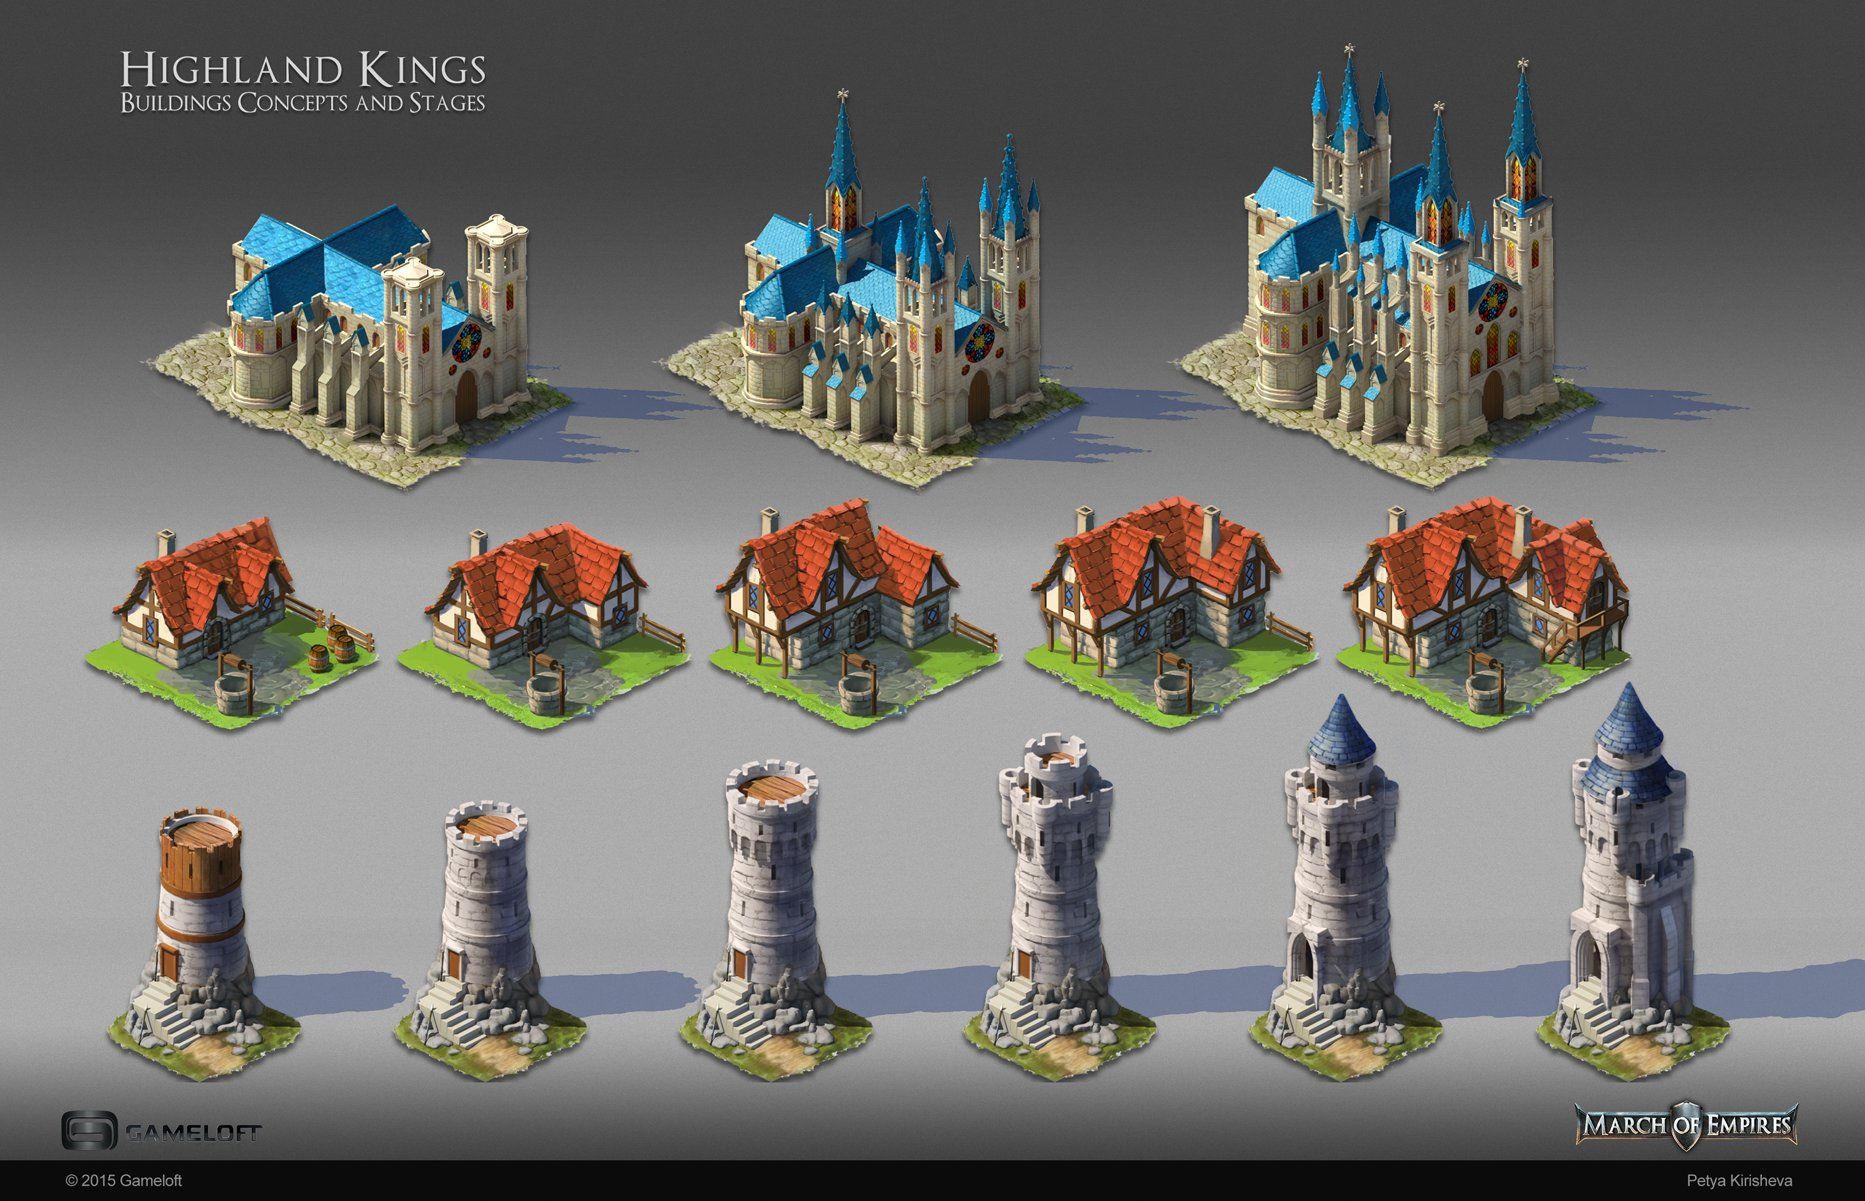 Highland Kings
Buildings Concepts and Stages
GAMELOFT
March of Empires
© 2015 Gameloft
Petya Kirisheva